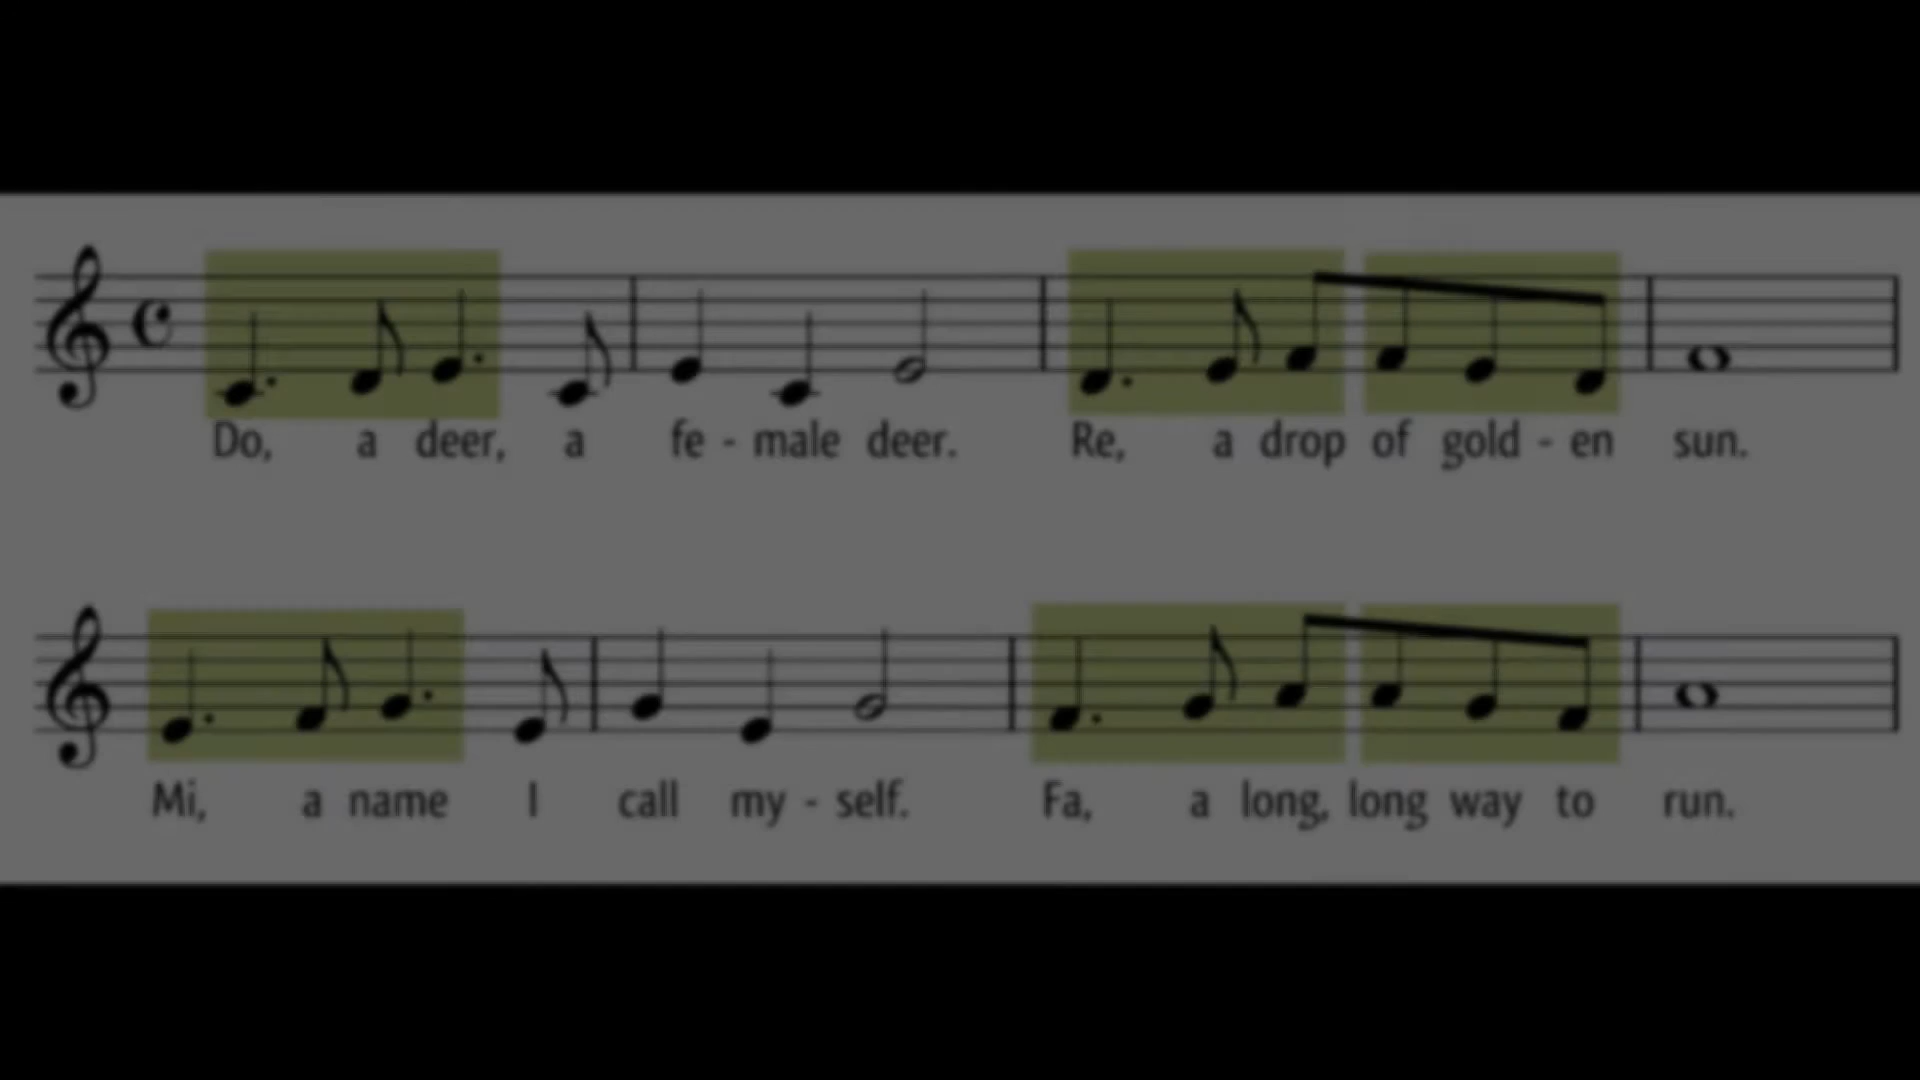 Do, a deer, a fe - male deer. Re, a drop of gold - en sun.
Mi, a name I call my - self. Fa, a long, long way to run.